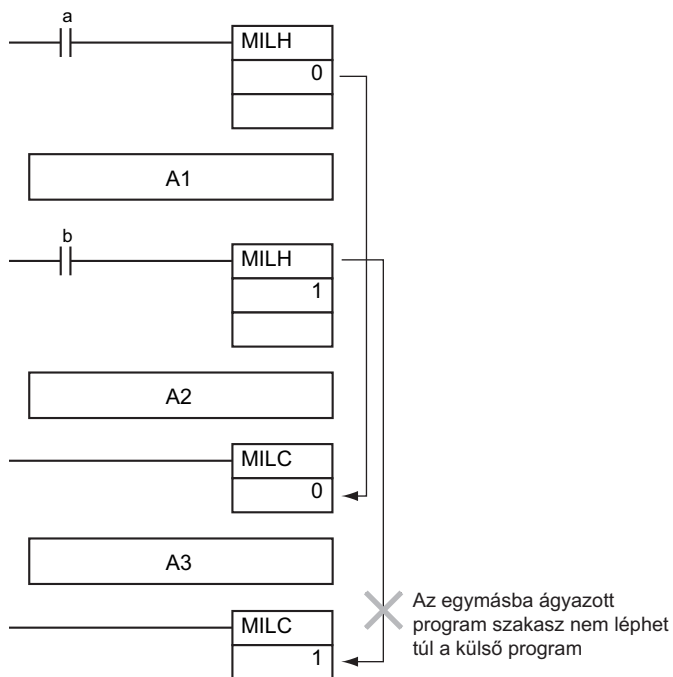 a
MILH
0
A1
b
MILH
1
A2
MILC
0
A3
MILC
1
Az egymásba ágyazott
program szakasz nem léphet
túl a külső program